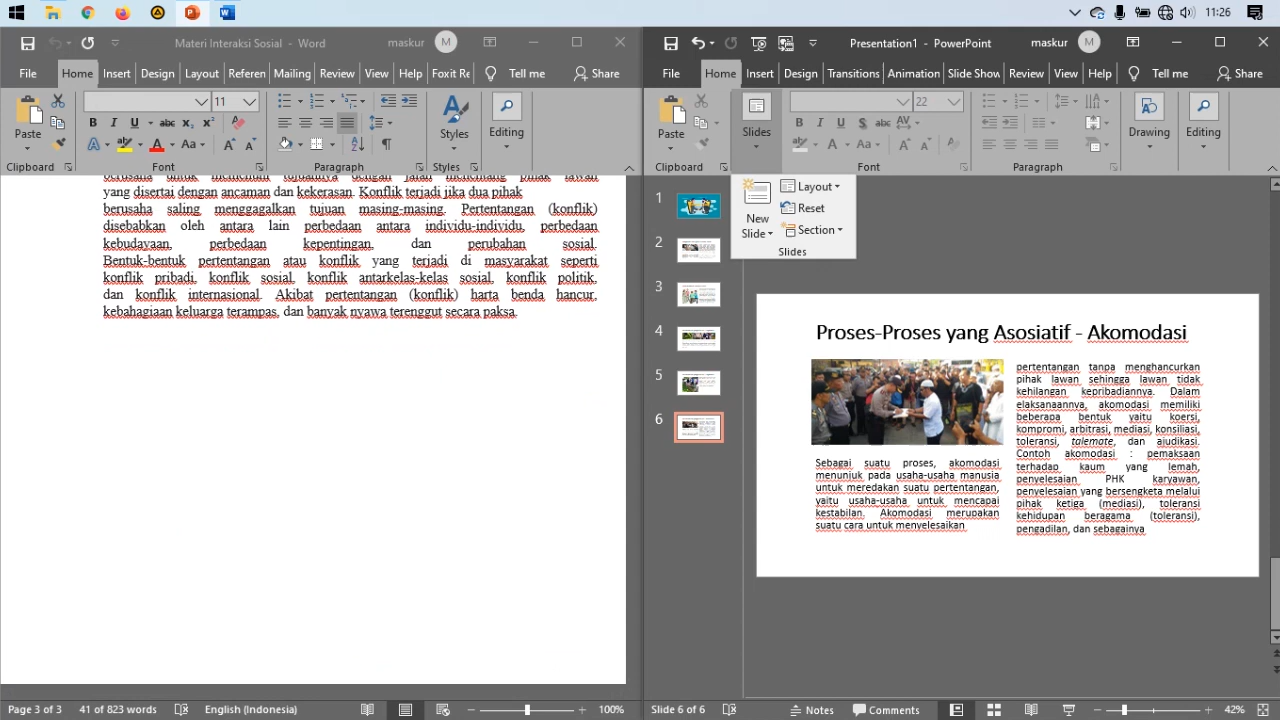 11:26
Materi Interaksi Sosial - Word
maskur
M
File Home Insert Design Layout Referen Mailing Review View Help Foxit Re Tell me Share
11
Paste
Styles
Editing
Clipboard
Font
Paragraph
Styles
yang disertai dengan ancaman dan kekerasan. Konflik terjadi jika dua pihak
berusaha saling menggagalkan tujuan masing-masing. Pertentangan (konflik)
disebabkan oleh antara lain perbedaan antara individu-individu, perbedaan
kebudayaan, perbedaan kepentingan, dan perubahan sosial.
Bentuk-bentuk pertentangan atau konflik yang terjadi di masyarakat seperti
konflik pribadi, konflik sosial, konflik antarkelas-kelas sosial, konflik politik,
dan konflik internasional. Akibat pertentangan (konflik) harta benda hancur,
kebahagiaan keluarga terampas, dan banyak nyawa terenggut secara paksa.
Page 3 of 3 41 of 823 words English (Indonesia) 100%
Presentation1 - PowerPoint
maskur
M
File Home Insert Design Transitions Animation Slide Show Review View Help Tell me Share
22
Paste
Slides
Drawing
Editing
Clipboard
Font
Paragraph
New
Slide
Layout
Reset
Section
Slides
1
2
3
4
5
6
Proses-Proses yang Asosiatif - Akomodasi
Sebagai suatu proses, akomodasi
menunjuk pada usaha-usaha manusia
untuk meredakan suatu pertentangan,
yaitu usaha-usaha untuk mencapai
kestabilan. Akomodasi merupakan
suatu cara untuk menyelesaikan
pertentangan tanpa menghancurkan
pihak lawan sehingga lawan tidak
kehilangan kepribadiannya. Dalam
elaksanaannya, akomodasi memiliki
beberapa bentuk yaitu koersi,
kompromi, arbitrasi, mediasi, konsiliasi,
toleransi, talemate, dan ajudikasi.
Contoh akomodasi : pemaksaan
terhadap kaum yang lemah,
penyelesaian PHK karyawan,
penyelesaian yang bersengketa melalui
pihak ketiga (mediasi), toleransi
kehidupan beragama (toleransi),
pengadilan, dan sebagainya
Slide 6 of 6 Notes Comments 42%